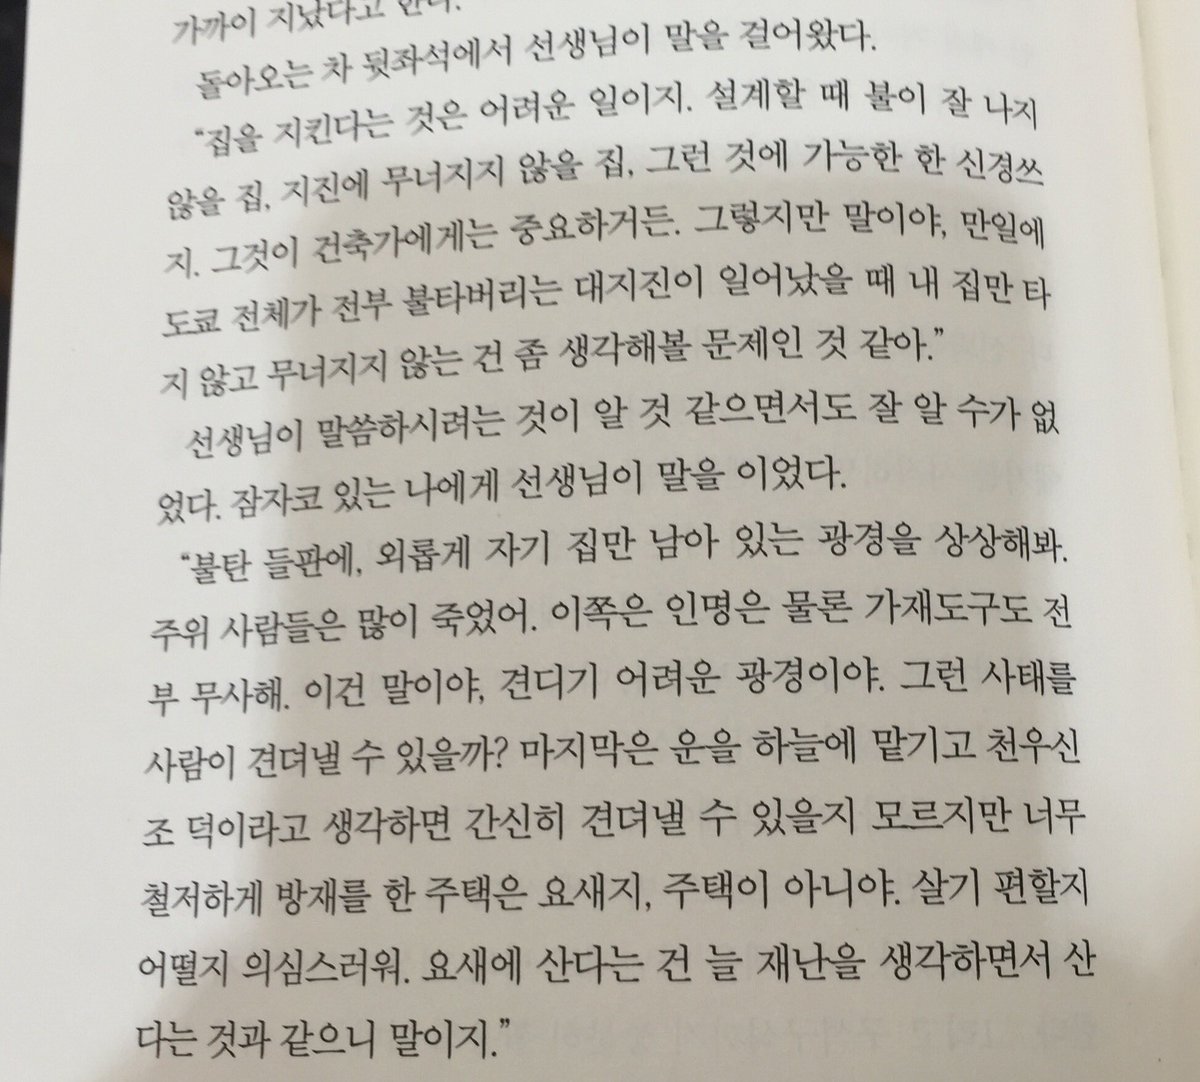 가까이 지났다고 한다.
돌아오는 차 뒷좌석에서 선생님이 말을 걸어왔다.
“집을 지킨다는 것은 어려운 일이지. 설계할 때 불이 잘 나지
않을 집, 지진에 무너지지 않을 집, 그런 것에 가능한 한 신경쓰
지. 그것이 건축가에게는 중요하거든. 그렇지만 말이야, 만일에
도쿄 전체가 전부 불타버리는 대지진이 일어났을 때 내 집만 타
지 않고 무너지지 않는 건 좀 생각해볼 문제인 것 같아.”
선생님이 말씀하시려는 것이 알 것 같으면서도 잘 알 수가 없
었다. 잠자코 있는 나에게 선생님이 말을 이었다.
“불탄 들판에, 외롭게 자기 집만 남아 있는 광경을 상상해봐.
주위 사람들은 많이 죽었어. 이쪽은 인명은 물론 가재도구도 전
부 무사해. 이건 말이야, 견디기 어려운 광경이야. 그런 사태를
사람이 견뎌낼 수 있을까? 마지막은 운을 하늘에 맡기고 천우신
조 덕이라고 생각하면 간신히 견뎌낼 수 있을지 모르지만 너무
철저하게 방재를 한 주택은 요새지, 주택이 아니야. 살기 편할지
어떨지 의심스러워. 요새에 산다는 건 늘 재난을 생각하면서 산
다는 것과 같으니 말이지.”